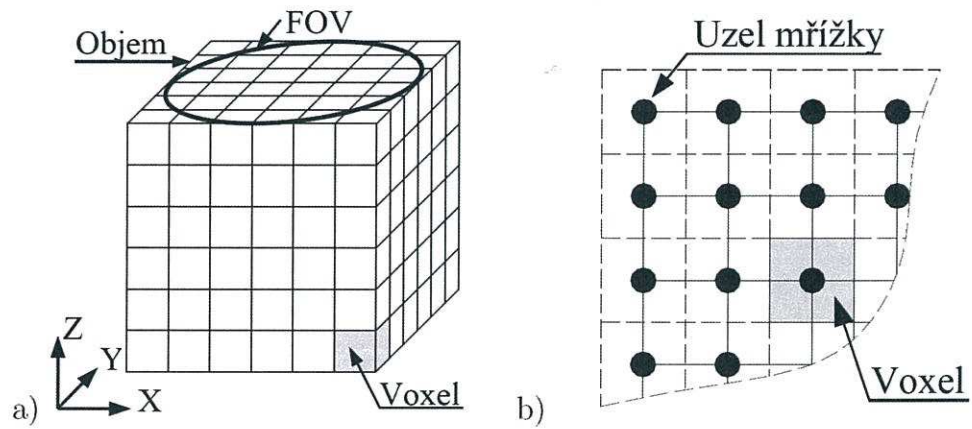 FOV
Objem
Z
Y
X
Voxel
a)
Uzel mřížky
Voxel
b)